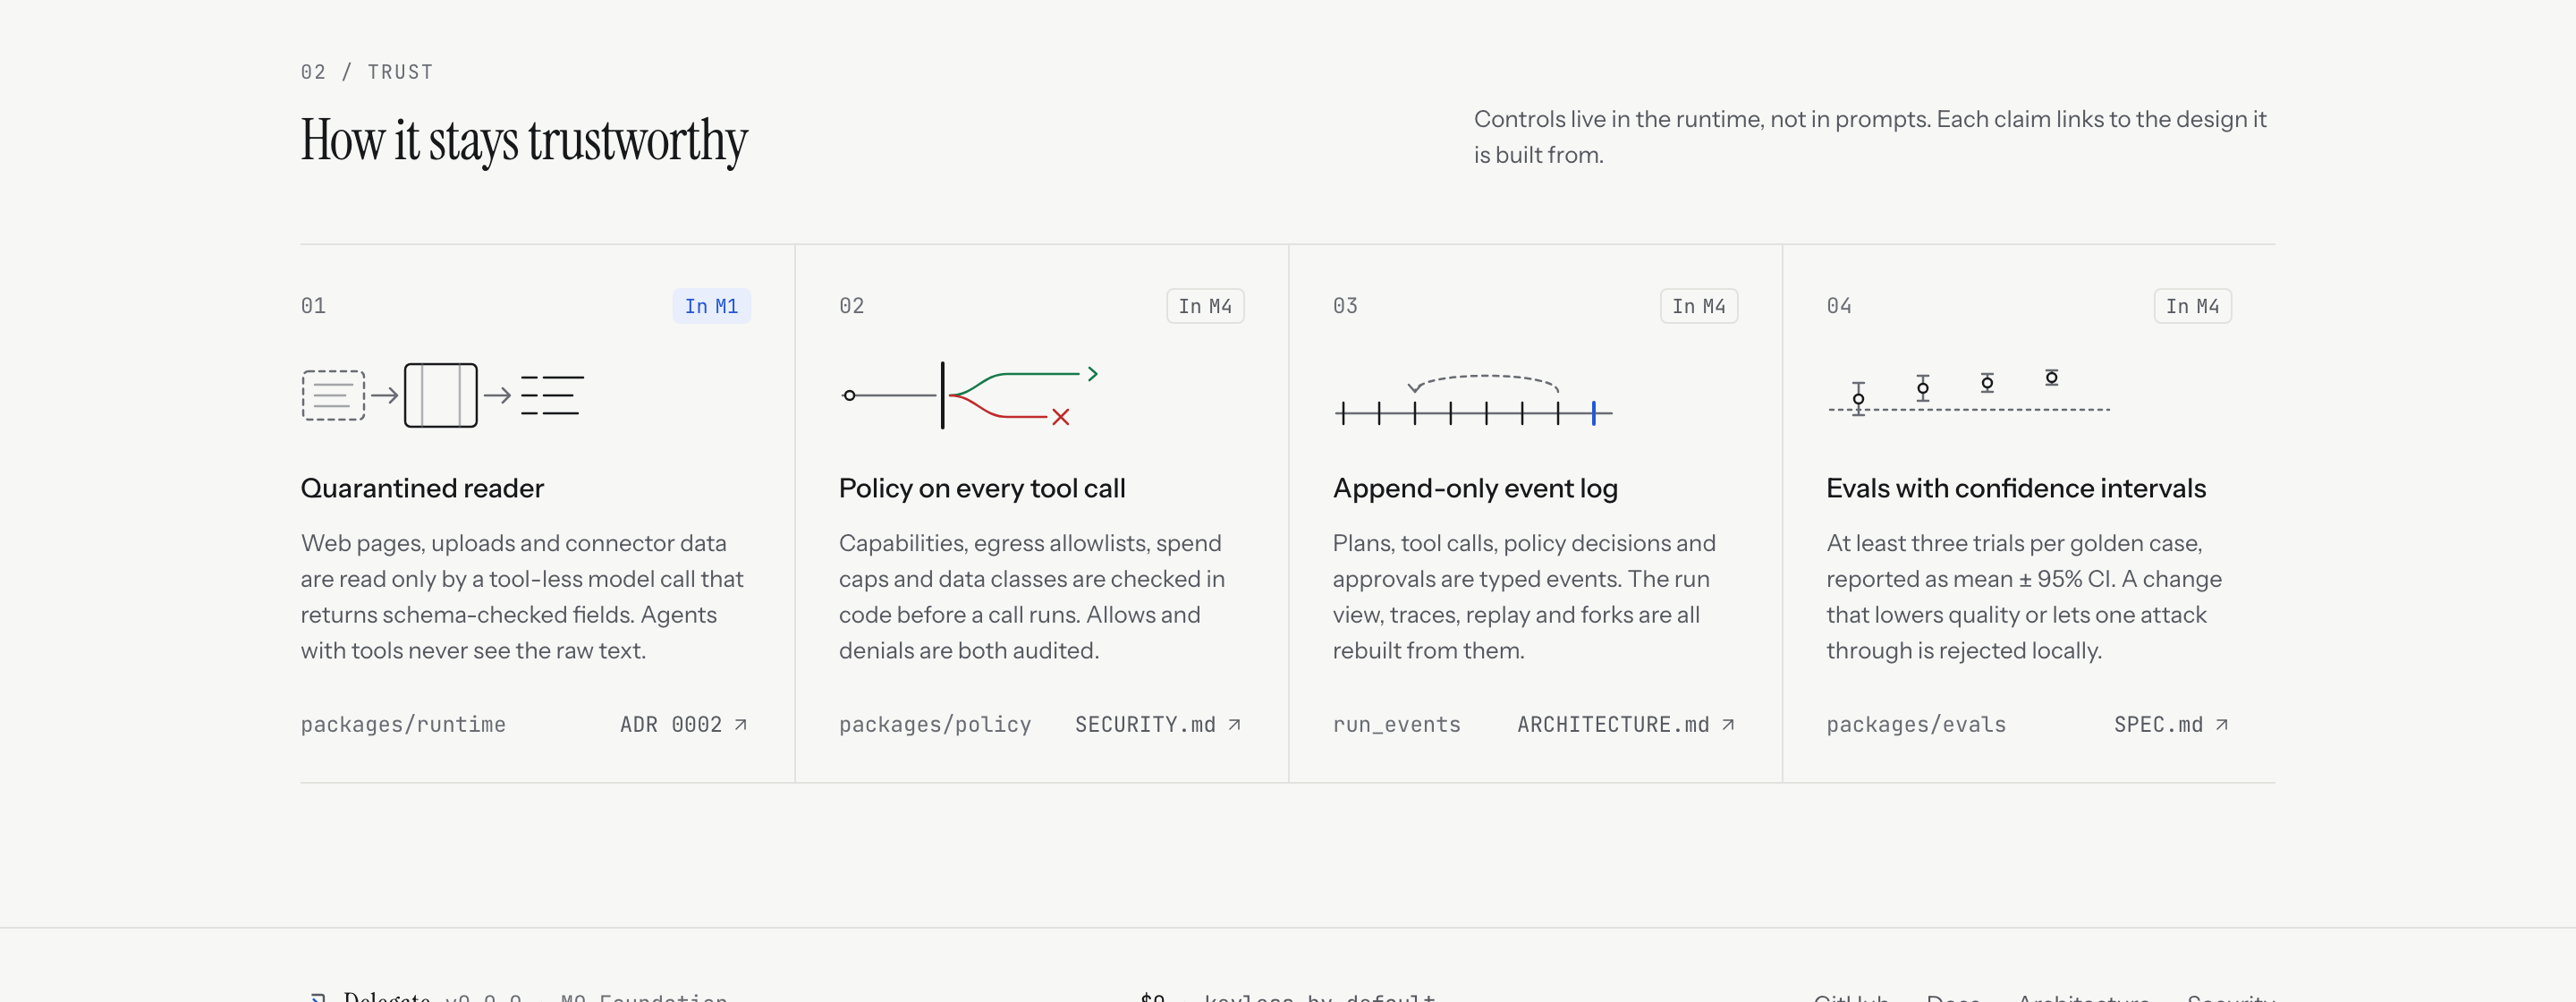 02 / TRUST
How it stays trustworthy
Controls live in the runtime, not in prompts. Each claim links to the design it
is built from.
01
In M1
Quarantined reader
Web pages, uploads and connector data
are read only by a tool-less model call that
returns schema-checked fields. Agents
with tools never see the raw text.
packages/runtime
ADR 0002 ↗
02
In M4
Policy on every tool call
Capabilities, egress allowlists, spend
caps and data classes are checked in
code before a call runs. Allows and
denials are both audited.
packages/policy
SECURITY.md ↗
03
In M4
Append-only event log
Plans, tool calls, policy decisions and
approvals are typed events. The run
view, traces, replay and forks are all
rebuilt from them.
run_events
ARCHITECTURE.md ↗
04
In M4
Evals with confidence intervals
At least three trials per golden case,
reported as mean ± 95% CI. A change
that lowers quality or lets one attack
through is rejected locally.
packages/evals
SPEC.md ↗
Delegate
keyless by default
GitHub Docs Architecture Security